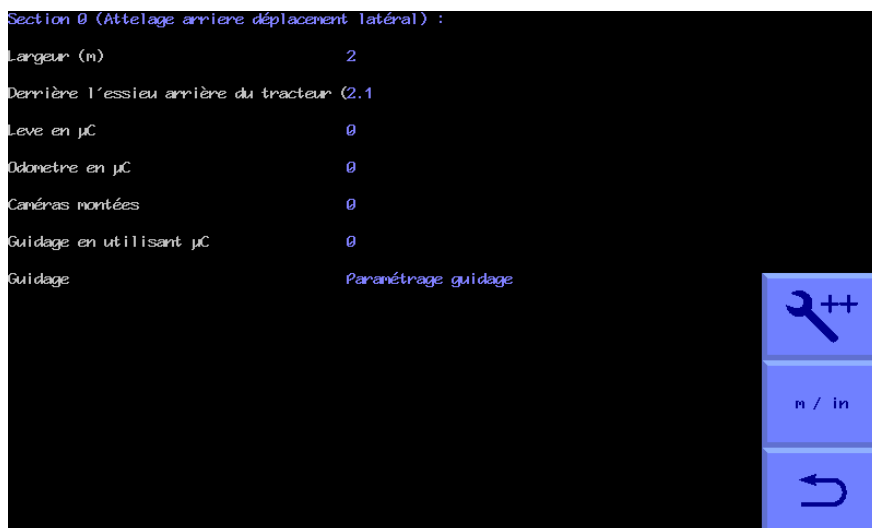 Section 0 (Attelage arriere déplacement latéral) :
Largeur (m) 2
Derrière l'essieu arrière du tracteur (2.1
Leve en µC 0
Odometre en µC 0
Caméras montées 0
Guidage en utilisant µC 0
Guidage Paramétrage guidage
++
m / in